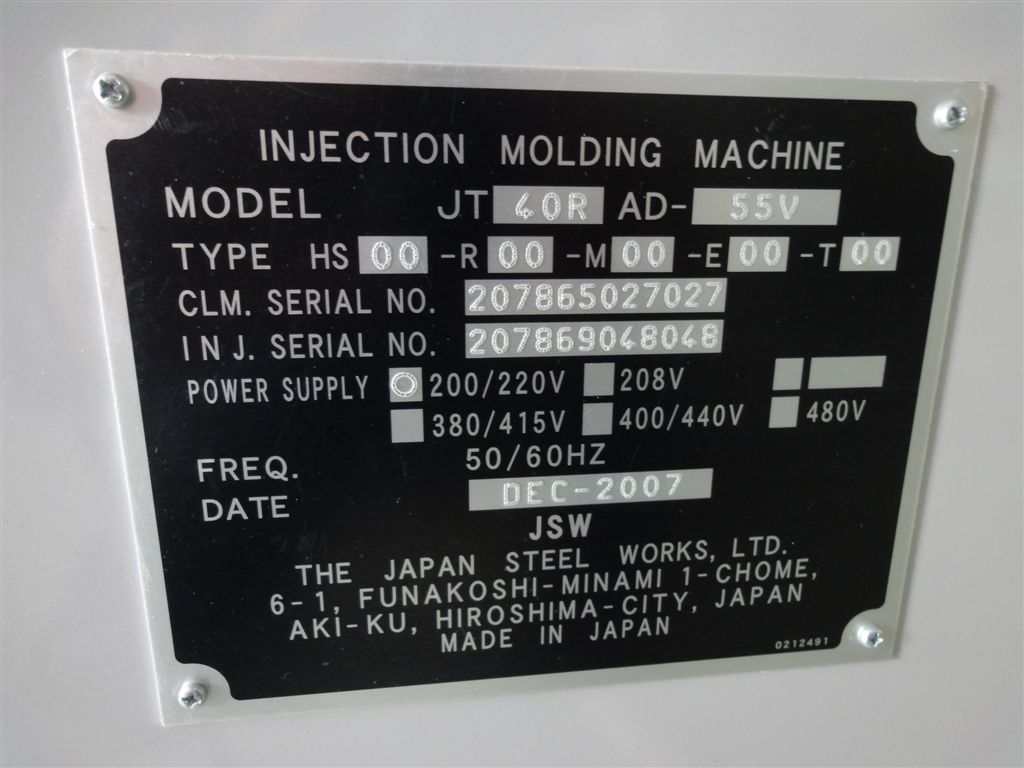 INJECTION MOLDING MACHINE
MODEL JT 40R AD- 55V
TYPE HS 00 -R 00 -M 00 -E 00 -T 00
CLM. SERIAL NO. 207865027027
INJ. SERIAL NO. 207869048048
POWER SUPPLY 200/220V 208V
380/415V 400/440V 480V
FREQ. 50/60HZ
DATE DEC-2007
JSW
THE JAPAN STEEL WORKS, LTD.
6-1, FUNAKOSHI-MINAMI 1-CHOME,
AKI-KU, HIROSHIMA-CITY, JAPAN
MADE IN JAPAN
0212491